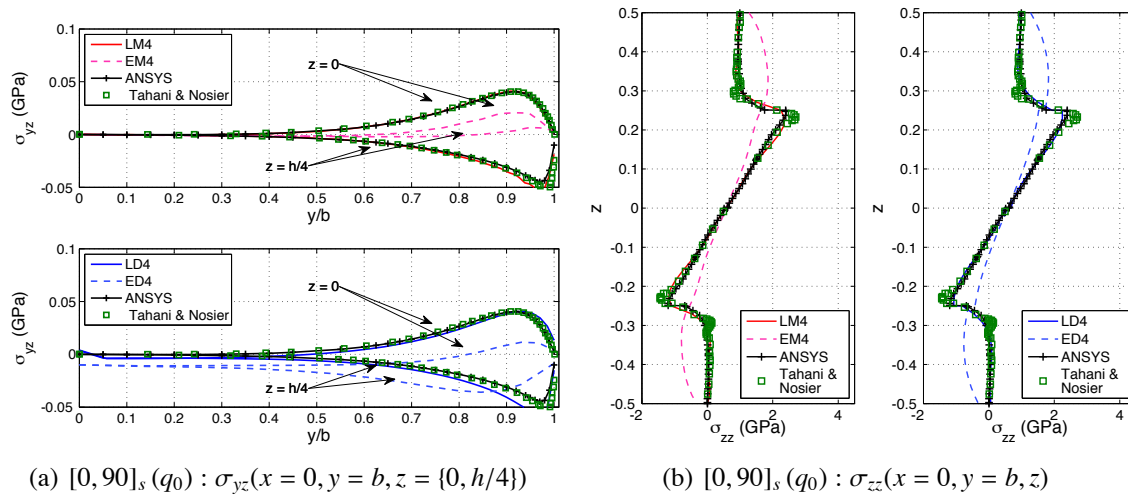 0.1
0.05
0
-0.05
σyz (GPa)
LM4
EM4
ANSYS
Tahani & Nosier
z = 0
z = h/4
0 0.1 0.2 0.3 0.4 0.5 0.6 0.7 0.8 0.9 1
y/b
0.1
0.05
0
-0.05
σyz (GPa)
LD4
ED4
ANSYS
Tahani & Nosier
z = 0
z = h/4
0 0.1 0.2 0.3 0.4 0.5 0.6 0.7 0.8 0.9 1
y/b
(a) [0,90]s (q0) : σyz(x = 0, y = b, z = {0, h/4})
0.5
0.4
0.3
0.2
0.1
0
-0.1
-0.2
-0.3
-0.4
-0.5
z
LM4
EM4
ANSYS
Tahani &
Nosier
-2 0 2 4
σzz (GPa)
0.5
0.4
0.3
0.2
0.1
0
-0.1
-0.2
-0.3
-0.4
-0.5
z
LD4
ED4
ANSYS
Tahani &
Nosier
-2 0 2 4
σzz (GPa)
(b) [0,90]s (q0) : σzz(x = 0, y = b, z)